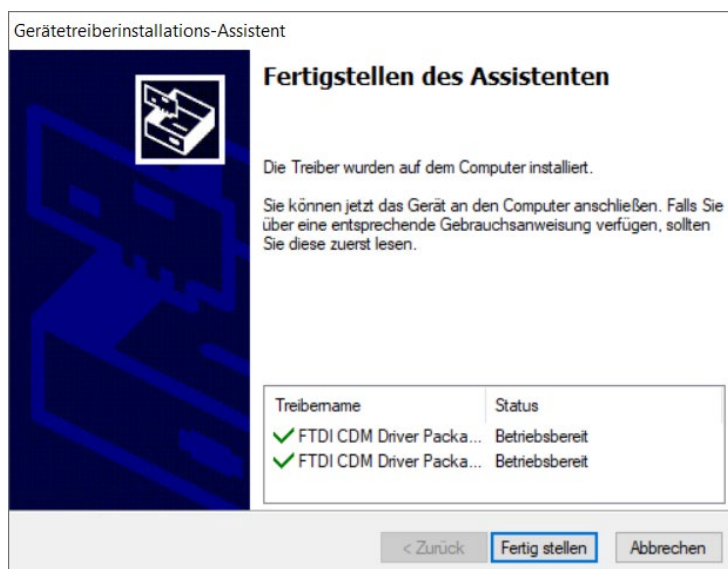 Gerätetreiberinstallations-Assistent
Fertigstellen des Assistenten
Die Treiber wurden auf dem Computer installiert.
Sie können jetzt das Gerät an den Computer anschließen. Falls Sie
über eine entsprechende Gebrauchsanweisung verfügen, sollten
Sie diese zuerst lesen.
Treibername Status
FTDI CDM Driver Packa... Betriebsbereit
FTDI CDM Driver Packa... Betriebsbereit
< Zurück Fertig stellen Abbrechen